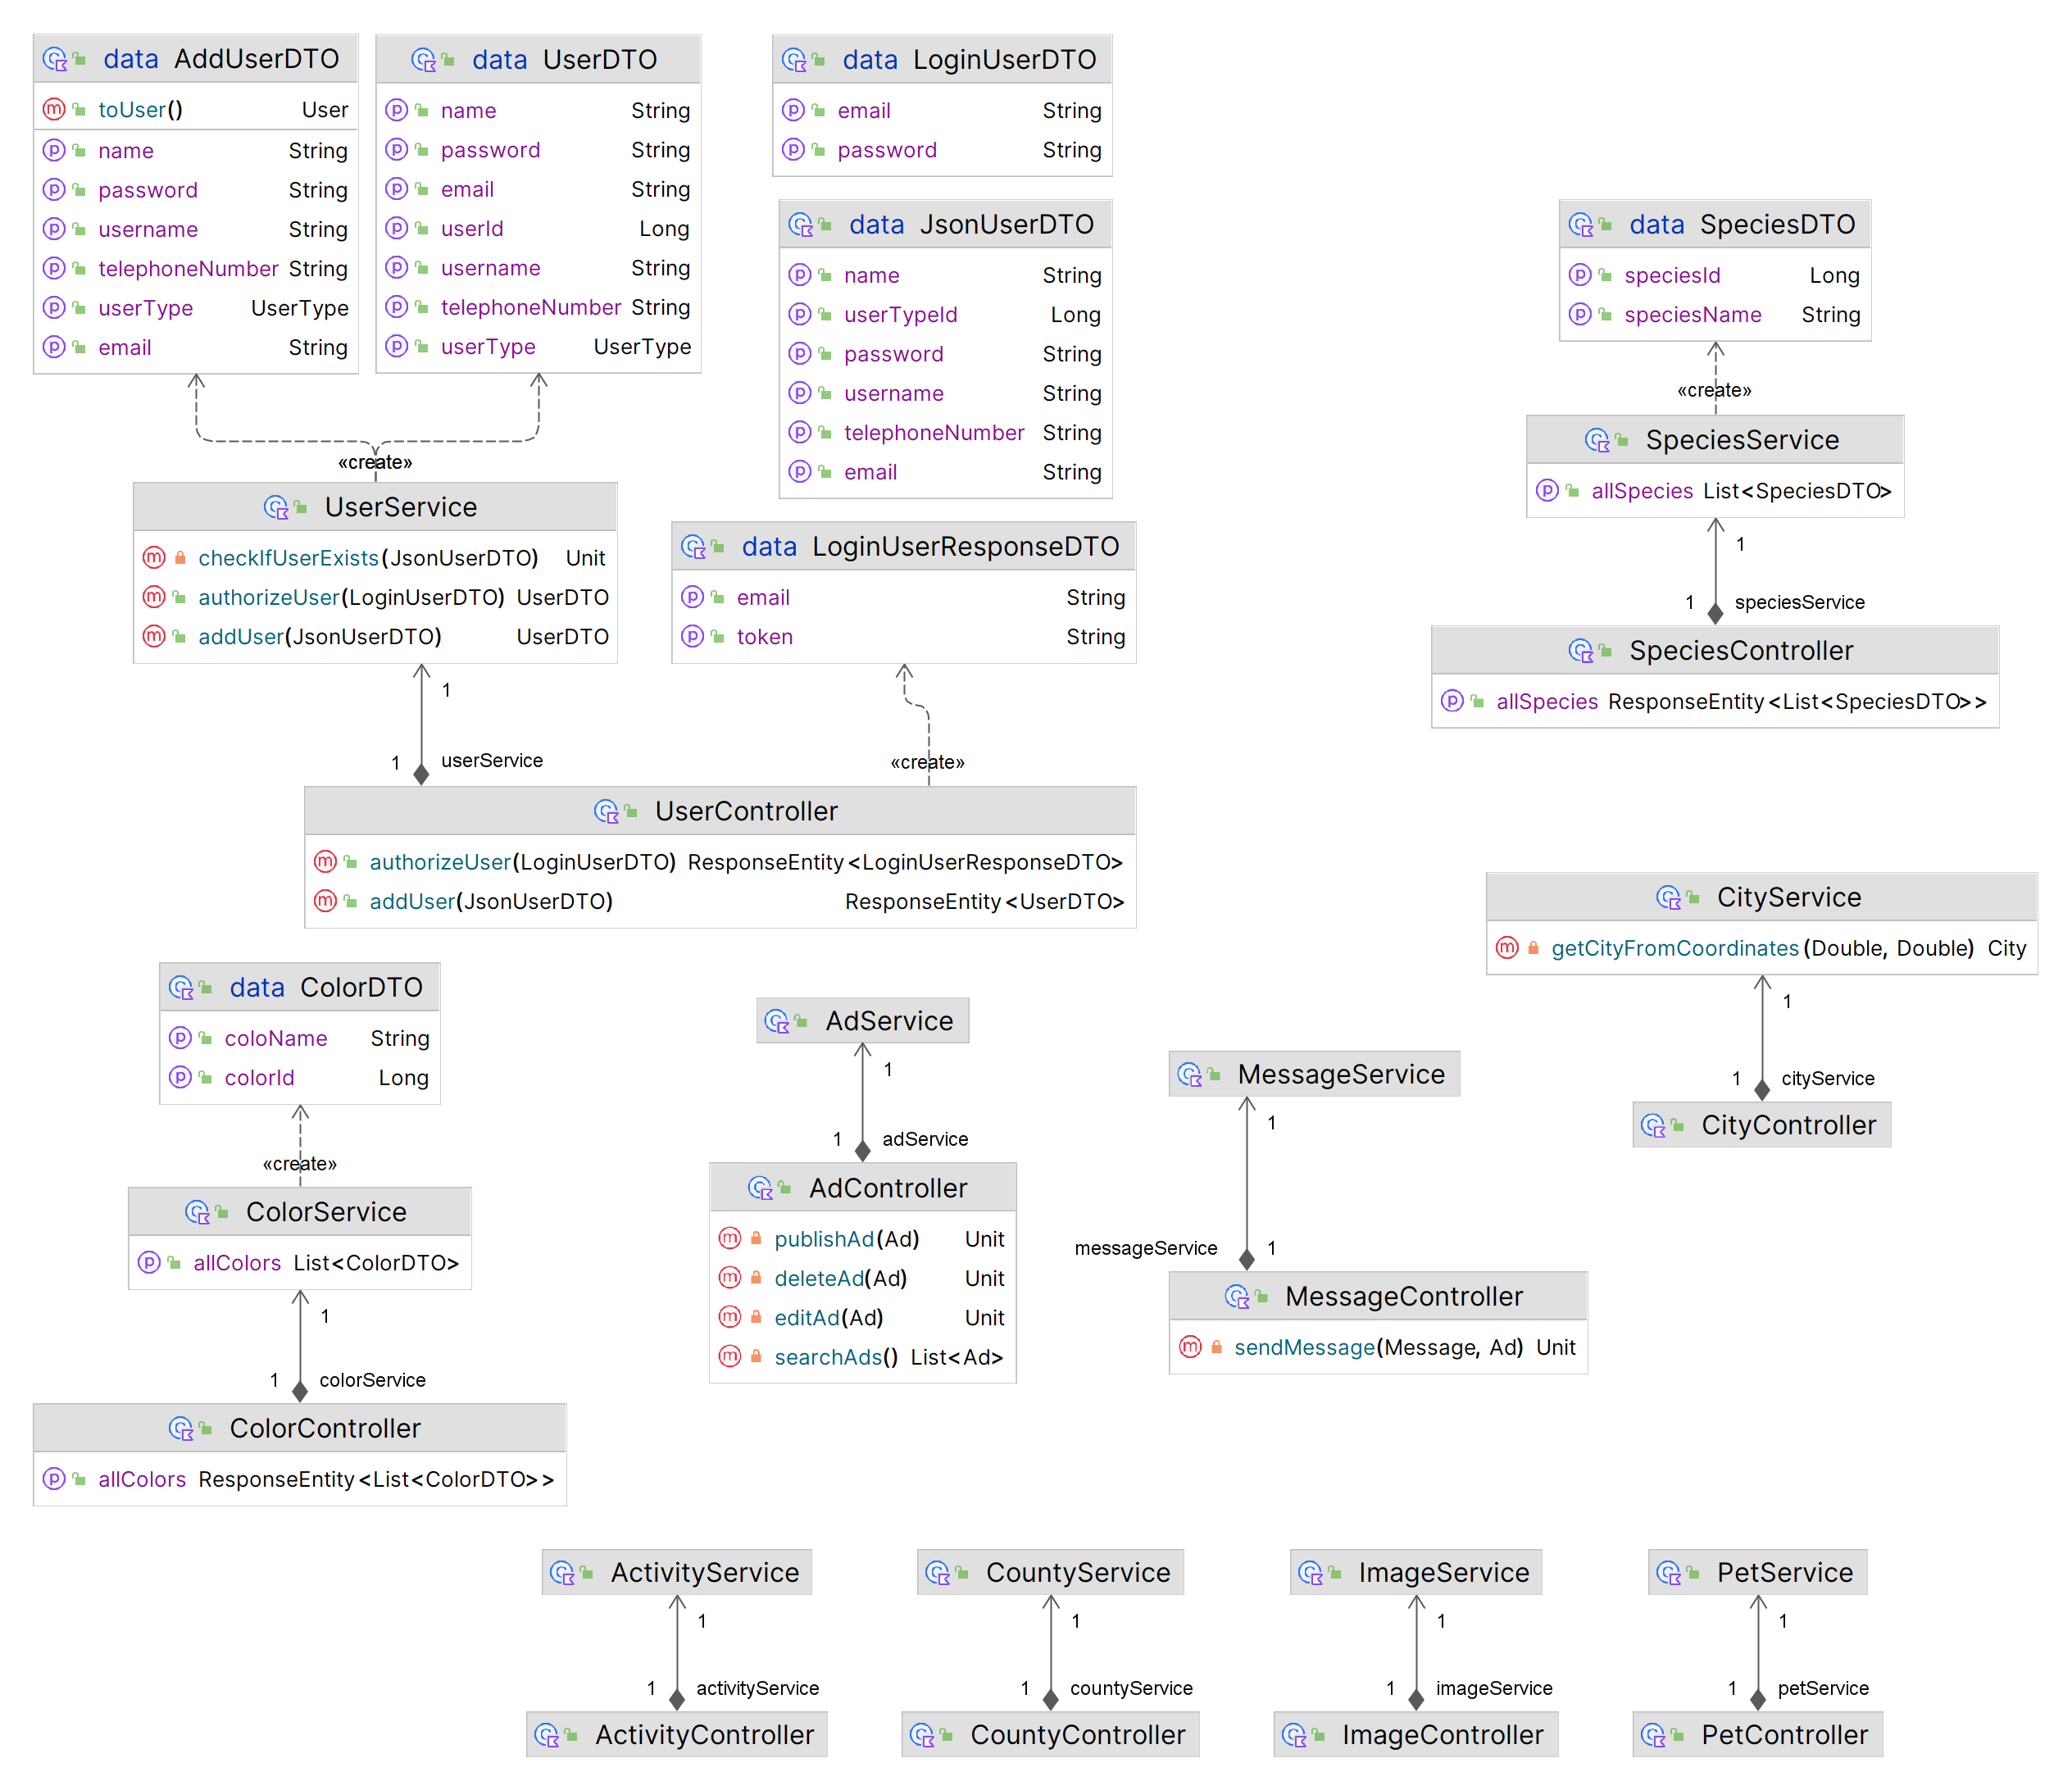 data AddUserDTO
toUser() User
name String
password String
username String
telephoneNumber String
userType UserType
email String
data UserDTO
name String
password String
email String
userId Long
username String
telephoneNumber String
userType UserType
data LoginUserDTO
email String
password String
data JsonUserDTO
name String
userTypeId Long
password String
username String
telephoneNumber String
email String
data SpeciesDTO
speciesId Long
speciesName String
«create»
SpeciesService
allSpecies List<SpeciesDTO>
1
1 speciesService
SpeciesController
allSpecies ResponseEntity<List<SpeciesDTO>>
«create»
UserService
checkIfUserExists(JsonUserDTO) Unit
authorizeUser(LoginUserDTO) UserDTO
addUser(JsonUserDTO) UserDTO
data LoginUserResponseDTO
email String
token String
1
1 userService
«create»
UserController
authorizeUser(LoginUserDTO) ResponseEntity<LoginUserResponseDTO>
addUser(JsonUserDTO) ResponseEntity<UserDTO>
CityService
getCityFromCoordinates(Double, Double) City
1
1 cityService
CityController
data ColorDTO
coloName String
colorId Long
«create»
ColorService
allColors List<ColorDTO>
1
1 colorService
ColorController
allColors ResponseEntity<List<ColorDTO>>
AdService
1
1 adService
AdController
publishAd(Ad) Unit
deleteAd(Ad) Unit
editAd(Ad) Unit
searchAds() List<Ad>
MessageService
1
messageService 1
MessageController
sendMessage(Message, Ad) Unit
ActivityService
1
1 activityService
ActivityController
CountyService
1
1 countyService
CountyController
ImageService
1
1 imageService
ImageController
PetService
1
1 petService
PetController